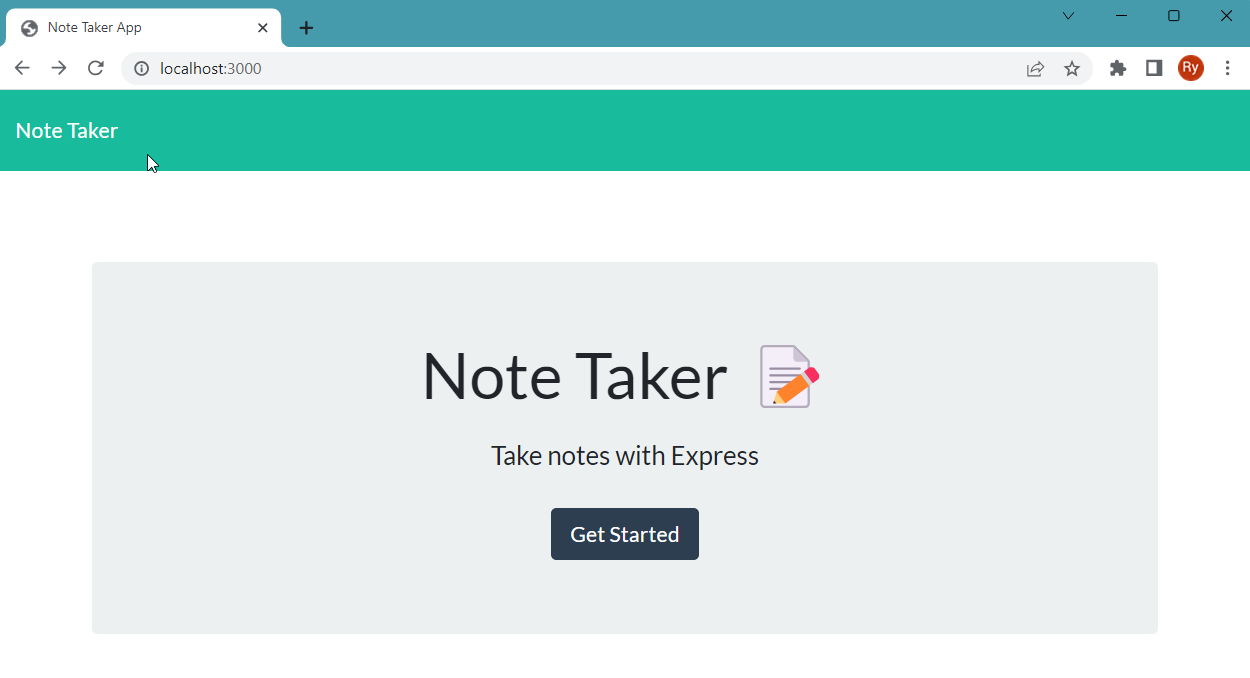 Note Taker App
localhost:3000
Ry
Note Taker
Note Taker
Take notes with Express
Get Started